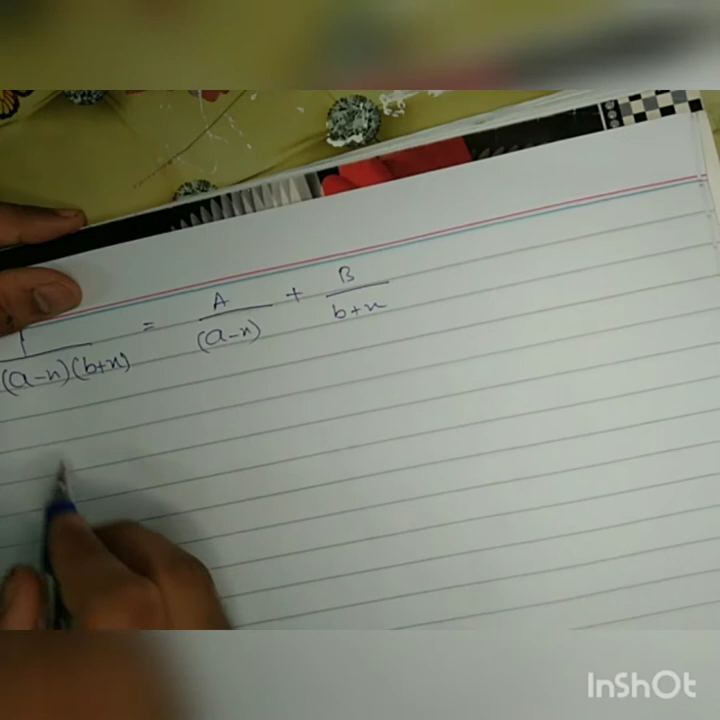 1/(a-x)(b+x) = A/(a-x) + B/b+x
InShOt